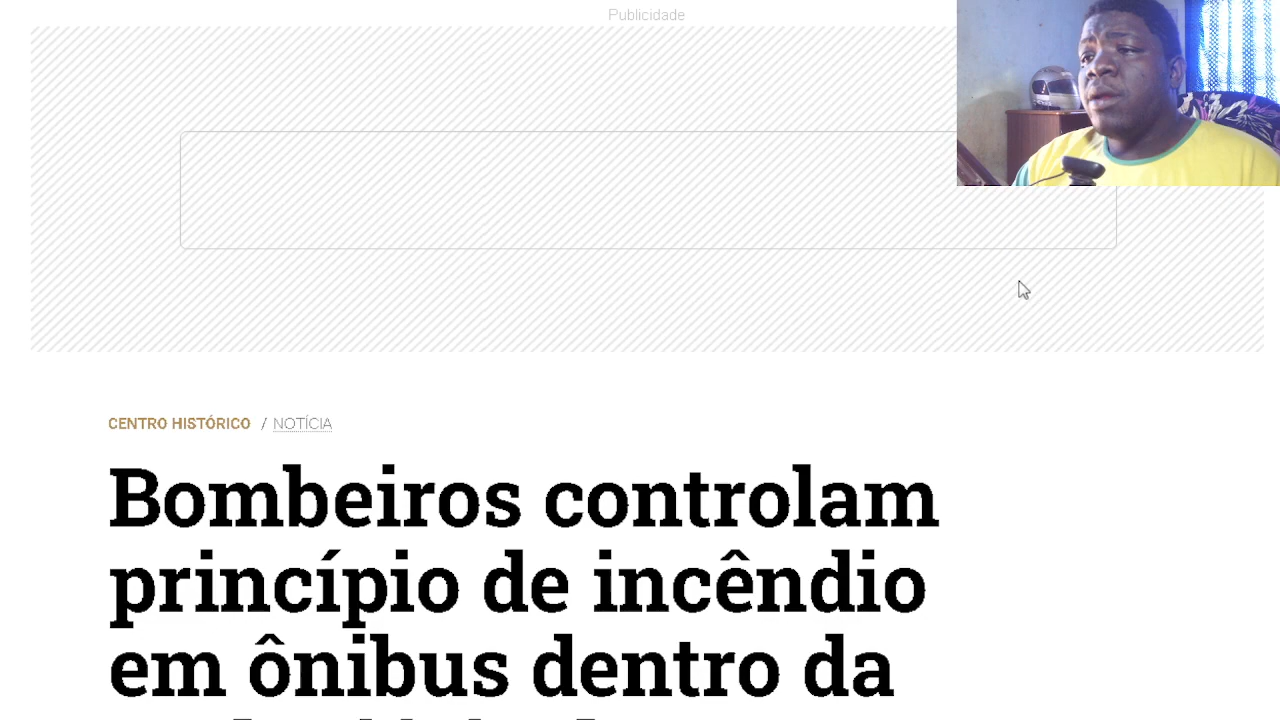 Publicidade
CENTRO HISTÓRICO / NOTÍCIA
Bombeiros controlam
princípio de incêndio
em ônibus dentro da